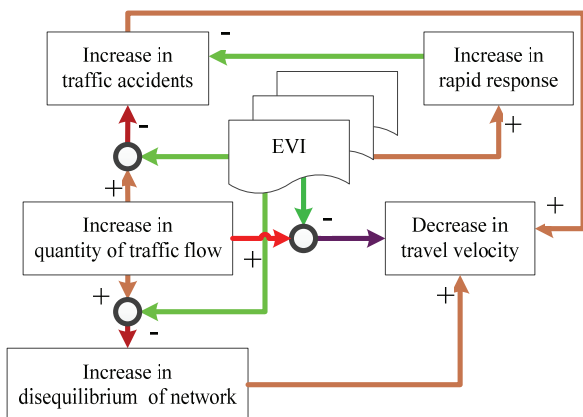 Increase in
traffic accidents
-
Increase in
rapid response
-
+
EVI
+
Increase in
quantity of traffic flow
+
-
+
Decrease in
travel velocity
+
-
+
Increase in
disequilibrium of network